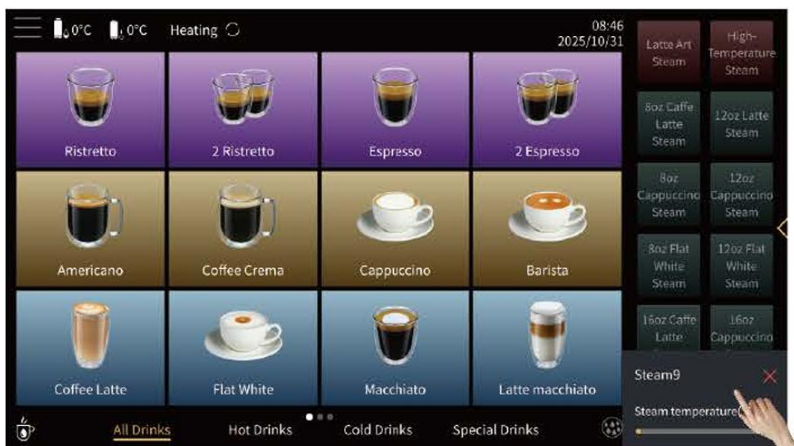 0°C 0°C Heating 08:46
2025/10/31
Ristretto
2 Ristretto
Espresso
2 Espresso
Americano
Coffee Crema
Cappuccino
Barista
Coffee Latte
Flat White
Macchiato
Latte macchiato
All Drinks
Hot Drinks
Cold Drinks
Special Drinks
Latte Art
Steam
High-
Temperature
Steam
8oz Caffe
Latte
Steam
12oz Latte
Steam
8oz
Cappuccino
Steam
12oz
Cappuccino
Steam
8oz Flat
White
Steam
12oz Flat
White
Steam
16oz Caffe
Latte
16oz
Cappuccino
Steam9
Steam temperature